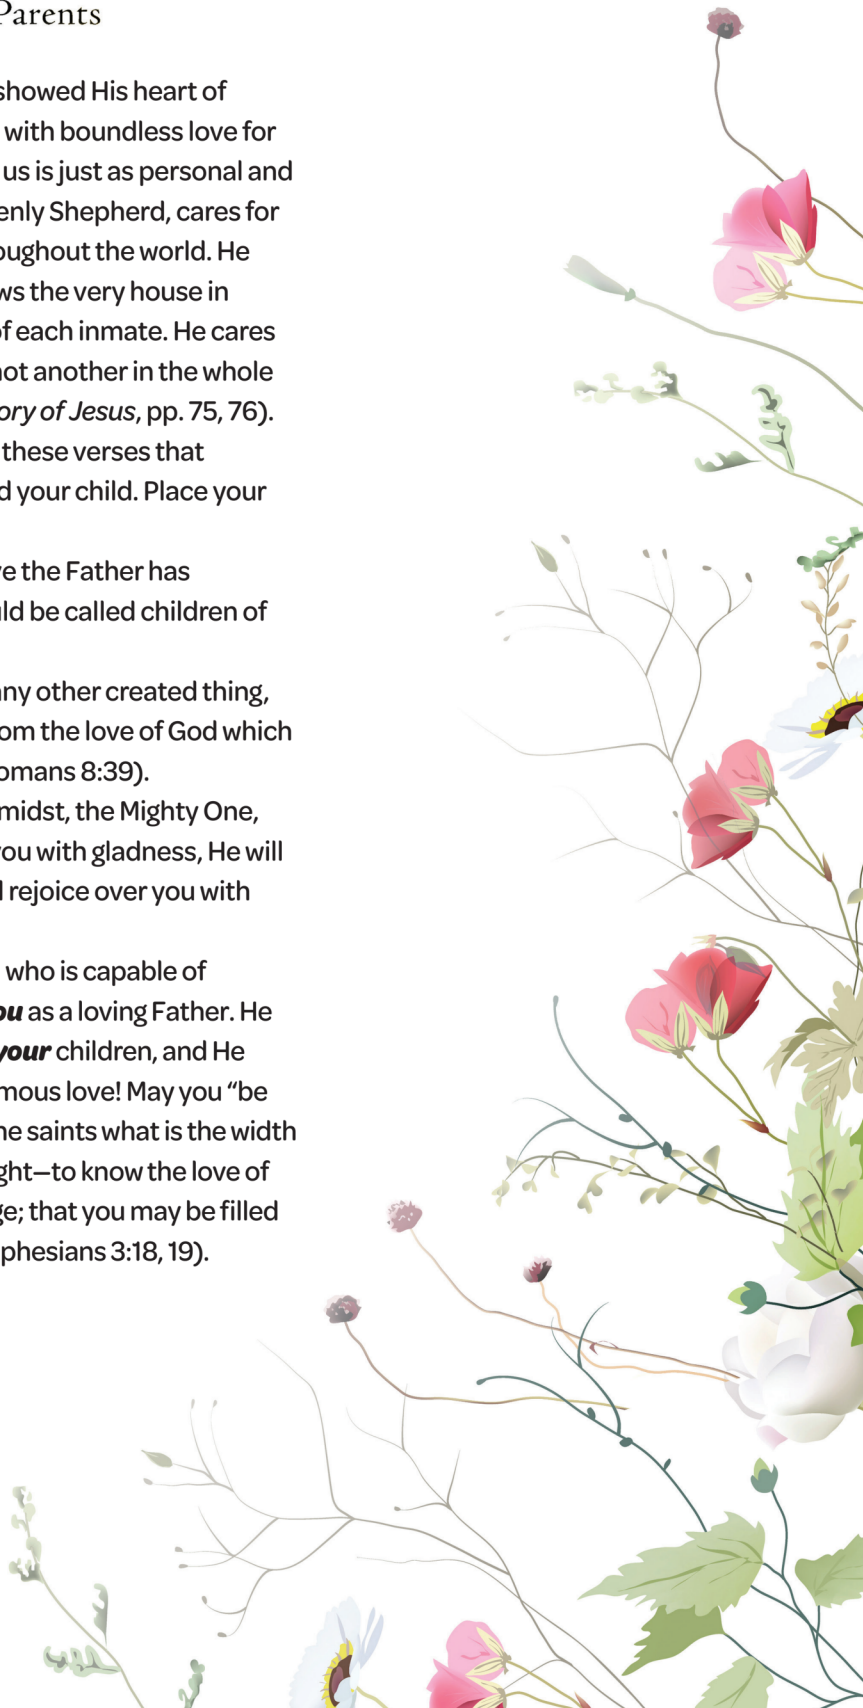 Parents
showed His heart of
with boundless love for
us is just as personal and
enly Shepherd, cares for
oughout the world. He
ws the very house in
of each inmate. He cares
not another in the whole
ory of Jesus, pp. 75, 76).
these verses that
d your child. Place your
ve the Father has
uld be called children of
any other created thing,
om the love of God which
omans 8:39).
midst, the Mighty One,
you with gladness, He will
l rejoice over you with
who is capable of
ou as a loving Father. He
your children, and He
mous love! May you “be
he saints what is the width
ght—to know the love of
ge; that you may be filled
phesians 3:18, 19).